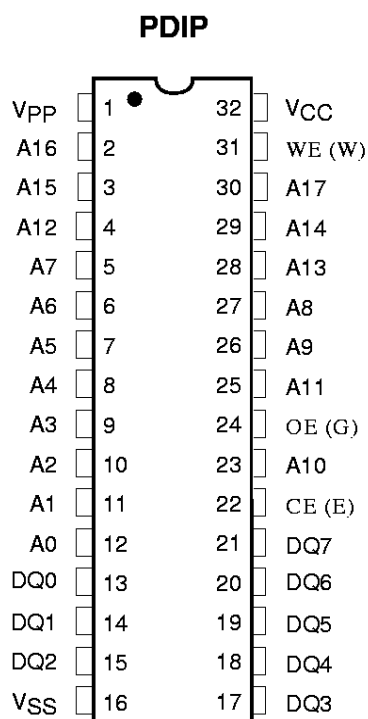 PDIP
VPP 1 32 VCC
A16 2 31 WE (W)
A15 3 30 A17
A12 4 29 A14
A7 5 28 A13
A6 6 27 A8
A5 7 26 A9
A4 8 25 A11
A3 9 24 OE (G)
A2 10 23 A10
A1 11 22 CE (E)
A0 12 21 DQ7
DQ0 13 20 DQ6
DQ1 14 19 DQ5
DQ2 15 18 DQ4
VSS 16 17 DQ3